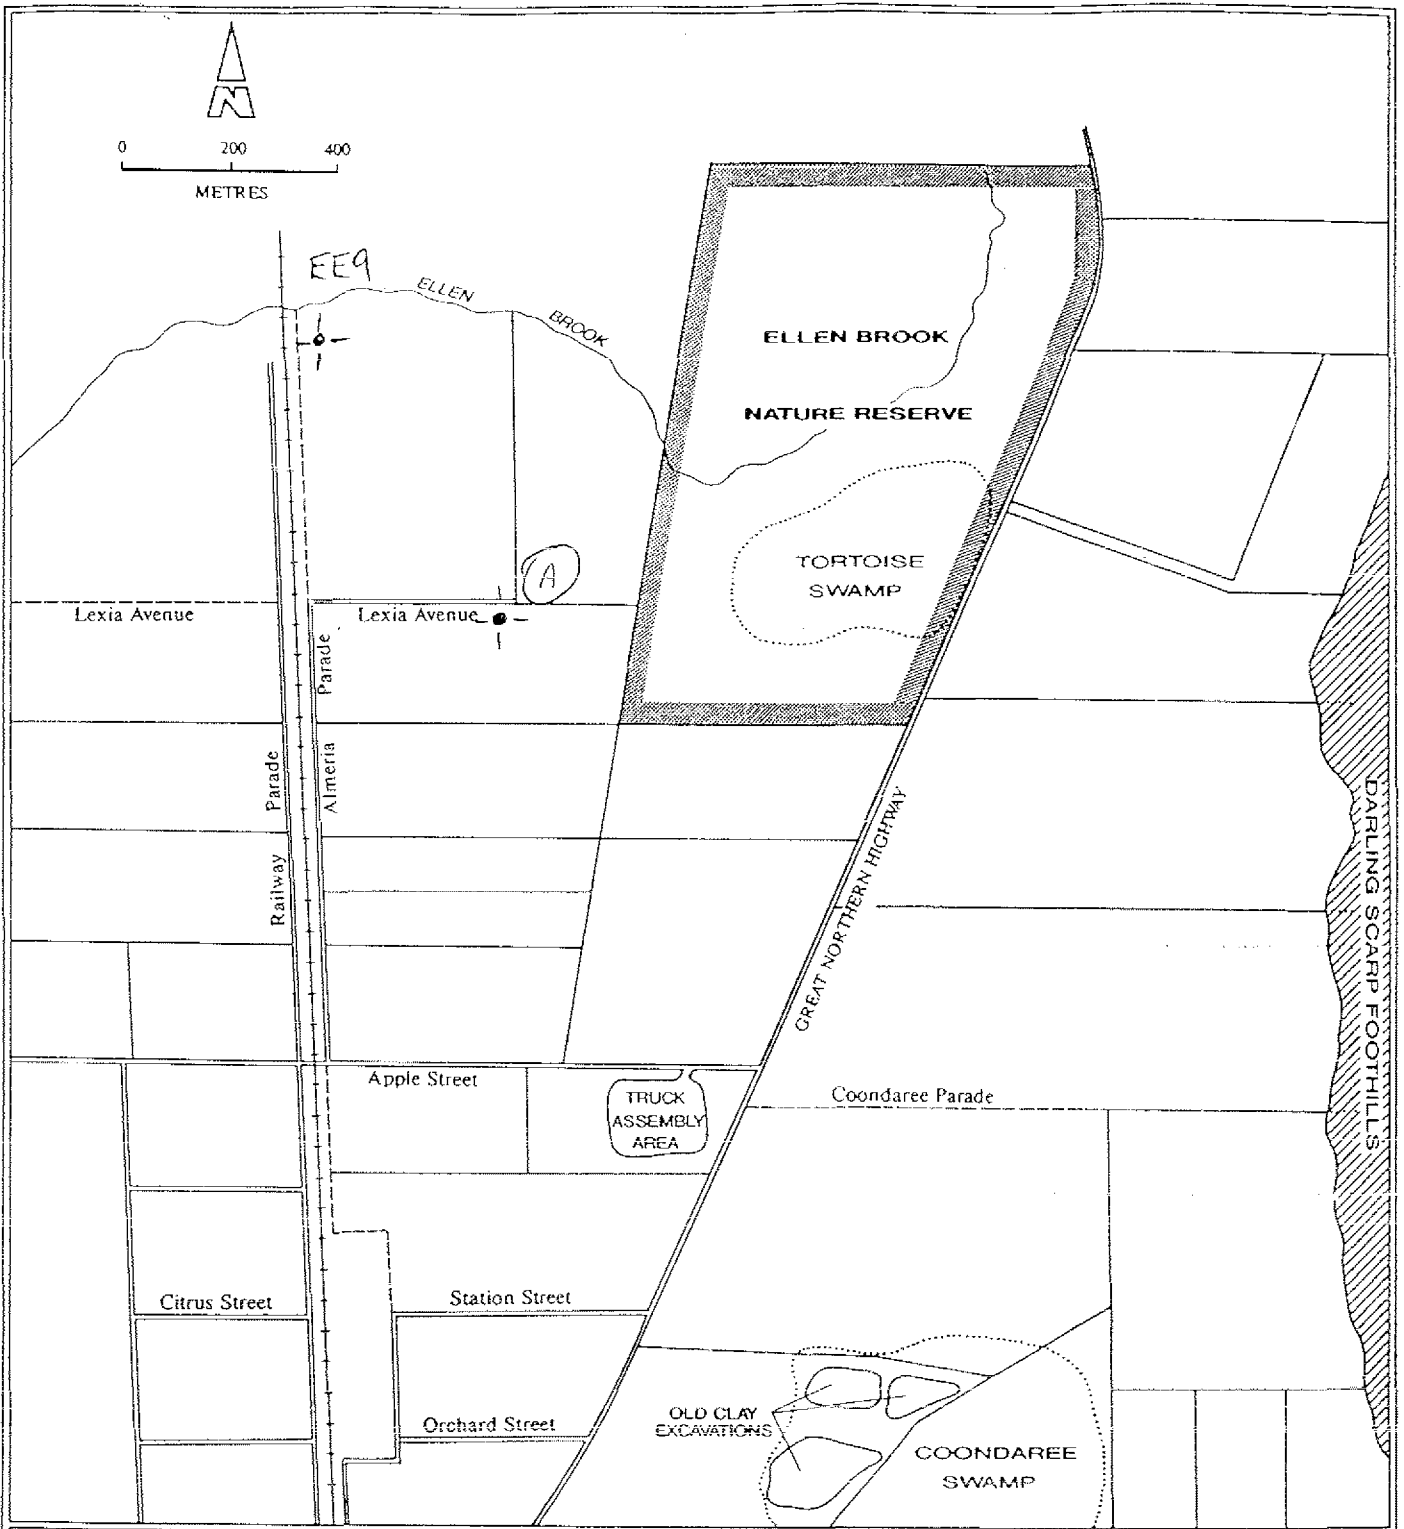 N
0 200 400
METRES
EE9
ELLEN
BROOK
ELLEN BROOK
NATURE RESERVE
TORTOISE
SWAMP
A
Lexia Avenue
Lexia Avenue
Parade
Almeria
Parade
Railway
GREAT NORTHERN HIGHWAY
DARLING SCARP FOOTHILLS
Apple Street
TRUCK
ASSEMBLY
AREA
Coondaree Parade
Citrus Street
Station Street
Orchard Street
OLD CLAY
EXCAVATIONS
COONDAREE
SWAMP